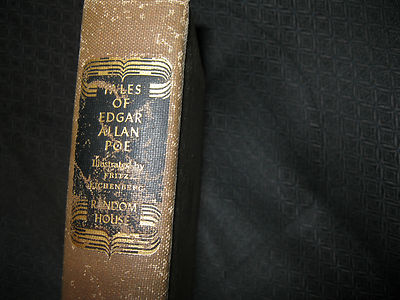 TALES
OF
EDGAR
ALLAN
POE
Illustrated by
FRITZ
EICHENBERG
RANDOM
HOUSE